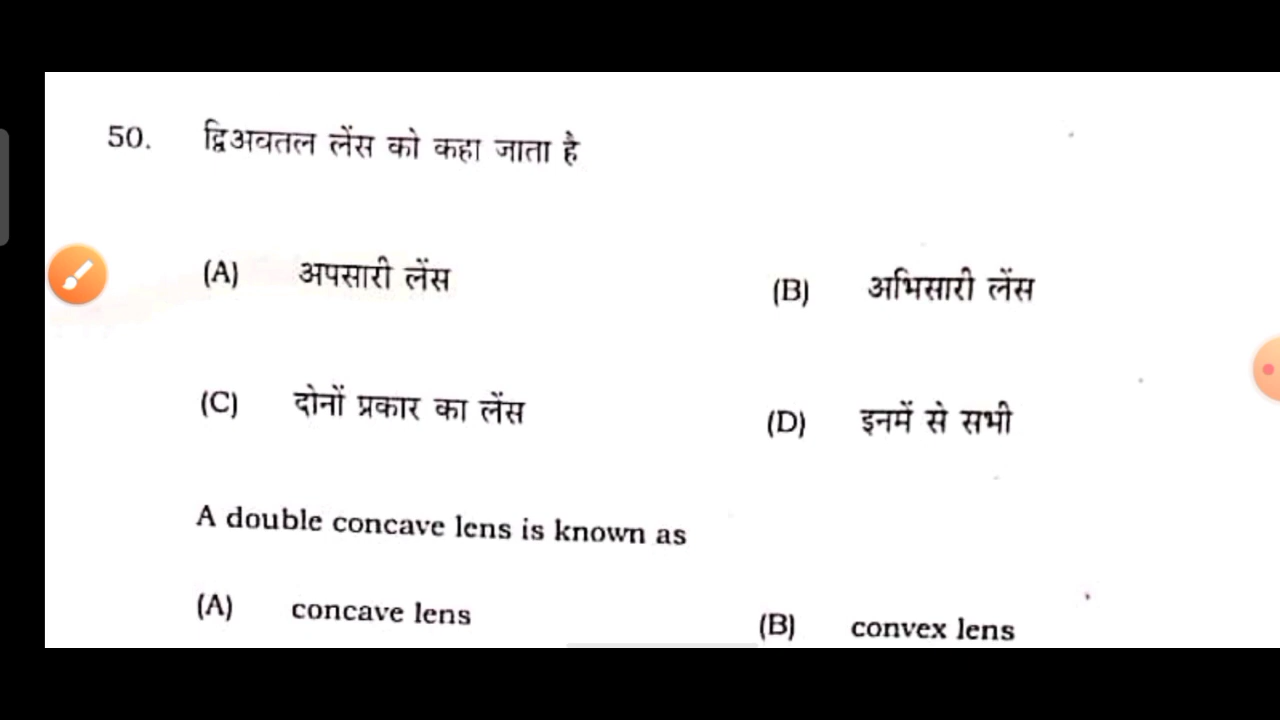 50. द्विअवतल लेंस को कहा जाता है
(A) अपसारी लेंस (B) अभिसारी लेंस
(C) दोनों प्रकार का लेंस (D) इनमें से सभी
A double concave lens is known as
(A) concave lens (B) convex lens